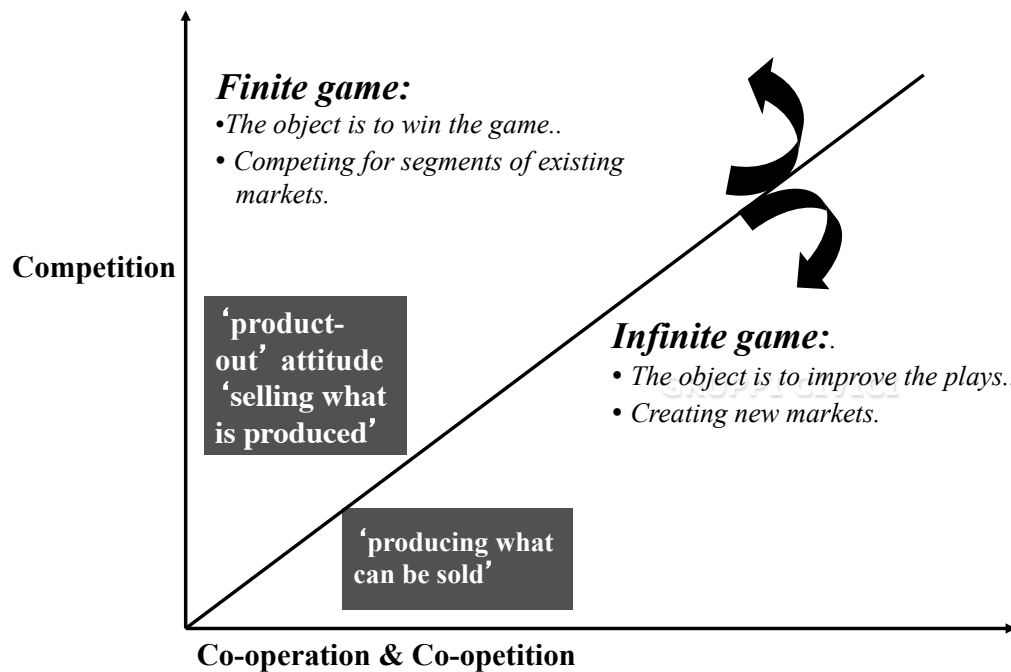 Finite game:
•The object is to win the game..
• Competing for segments of existing
markets.
Competition
‘product-
out’ attitude
‘selling what
is produced’
Infinite game:.
• The object is to improve the plays..
GRUPPI CIVICI
• Creating new markets.
‘producing what
can be sold’
Co-operation & Co-opetition